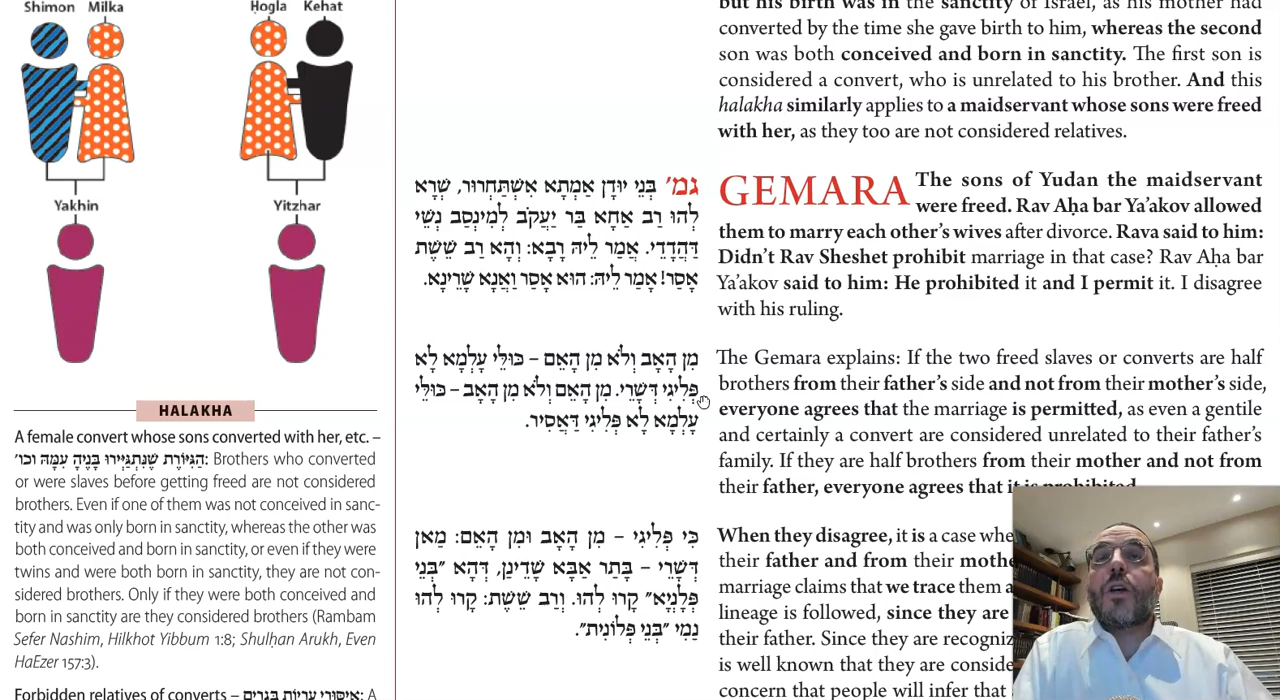 Shimon Milka
Ḥogla Kehat
Yakhin
Yitzhar
HALAKHA
A female convert whose sons converted with her, etc. –
הַגִּיּוֹרֶת שֶׁנִּתְגַּיְּירוּ בָּנֶיהָ עִמָּהּ וכו׳: Brothers who converted
or were slaves before getting freed are not considered
brothers. Even if one of them was not conceived in sanc-
tity and was only born in sanctity, whereas the other was
both conceived and born in sanctity, or even if they were
twins and were both born in sanctity, they are not con-
sidered brothers. Only if they were both conceived and
born in sanctity are they considered brothers (Rambam
Sefer Nashim, Hilkhot Yibbum 1:8; Shulḥan Arukh, Even
HaEzer 157:3).
Forbidden relatives of converts – אִיסּוּרֵי עֲרָיוֹת בְּגֵרִים: A
גמ׳ בְּנֵי יוּדָן אַמְתָא אִשְׁתַּחְרוּר, שְׁרָא
לְהוּ רַב אַחָא בַּר יַעֲקֹב לְמִינְסַב נְשֵׁי
דַּהֲדָדֵי. אֲמַר לֵיהּ רָבָא: וְהָא רַב שֵׁשֶׁת
אָסַר! אֲמַר לֵיהּ: הוּא אָסַר וַאֲנָא שָׁרֵינָא.
מִן הָאָב וְלֹא מִן הָאֵם – כּוּלֵּי עָלְמָא לָא
פְּלִיגִי דְּשָׁרֵי. מִן הָאֵם וְלֹא מִן הָאָב – כּוּלֵּי
עָלְמָא לָא פְּלִיגִי דַּאֲסִיר.
כִּי פְּלִיגִי – מִן הָאָב וּמִן הָאֵם: מַאן
דְּשָׁרֵי – בָּתַר אַבָּא שָׁדֵינַן, דְּהָא ״בְּנֵי
פְּלָנְיָא״ קָרוּ לְהוּ. וְרַב שֵׁשֶׁת: קָרוּ לְהוּ
נַמִי ״בְּנֵי פְּלוֹנִית״.
but his birth was in the sanctity of Israel, as his mother had
converted by the time she gave birth to him, whereas the second
son was both conceived and born in sanctity. The first son is
considered a convert, who is unrelated to his brother. And this
halakha similarly applies to a maidservant whose sons were freed
with her, as they too are not considered relatives.
GEMARA The sons of Yudan the maidservant
were freed. Rav Aḥa bar Ya'akov allowed
them to marry each other's wives after divorce. Rava said to him:
Didn't Rav Sheshet prohibit marriage in that case? Rav Aḥa bar
Ya'akov said to him: He prohibited it and I permit it. I disagree
with his ruling.
The Gemara explains: If the two freed slaves or converts are half
brothers from their father's side and not from their mother's side,
everyone agrees that the marriage is permitted, as even a gentile
and certainly a convert are considered unrelated to their father's
family. If they are half brothers from their mother and not from
their father, everyone agrees that it is prohibited.
When they disagree, it is a case whe
their father and from their mothe
marriage claims that we trace them a
lineage is followed, since they are
their father. Since they are recogniz
is well known that they are conside
concern that people will infer that